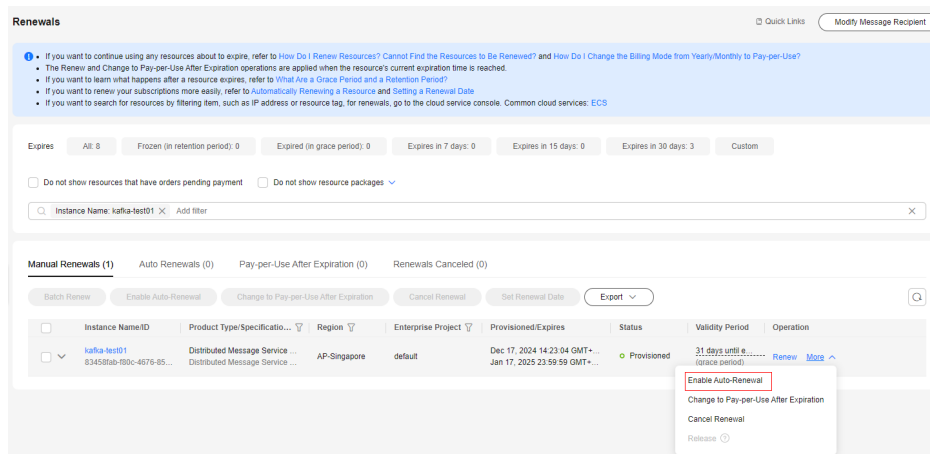 Renewals
Quick Links
Modify Message Recipient
If you want to continue using any resources about to expire, refer to How Do I Renew Resources? Cannot Find the Resources to Be Renewed? and How Do I Change the Billing Mode from Yearly/Monthly to Pay-per-Use?
The Renew and Change to Pay-per-Use After Expiration operations are applied when the resource's current expiration time is reached.
If you want to learn what happens after a resource expires, refer to What Are a Grace Period and a Retention Period?
If you want to renew your subscriptions more easily, refer to Automatically Renewing a Resource and Setting a Renewal Date
If you want to search for resources by filtering item, such as IP address or resource tag, for renewals, go to the cloud service console. Common cloud services: ECS
Expires All: 8 Frozen (in retention period): 0 Expired (in grace period): 0 Expires in 7 days: 0 Expires in 15 days: 0 Expires in 30 days: 3 Custom
Do not show resources that have orders pending payment Do not show resource packages
Instance Name: kafka-test01 Add filter
Manual Renewals (1) Auto Renewals (0) Pay-per-Use After Expiration (0) Renewals Canceled (0)
Batch Renew Enable Auto-Renewal Change to Pay-per-Use After Expiration Cancel Renewal Set Renewal Date Export
Instance Name/ID Product Type/Specificatio... Region Enterprise Project Provisioned/Expires Status Validity Period Operation
kafka-test01 Distributed Message Service ... AP-Singapore default Dec 17, 2024 14:23:04 GMT+... Provisioned 31 days until e... Renew More
83458fab-f80c-4676-85... Distributed Message Service ... Jan 17, 2025 23:59:59 GMT+... (grace period)
Enable Auto-Renewal
Change to Pay-per-Use After Expiration
Cancel Renewal
Release